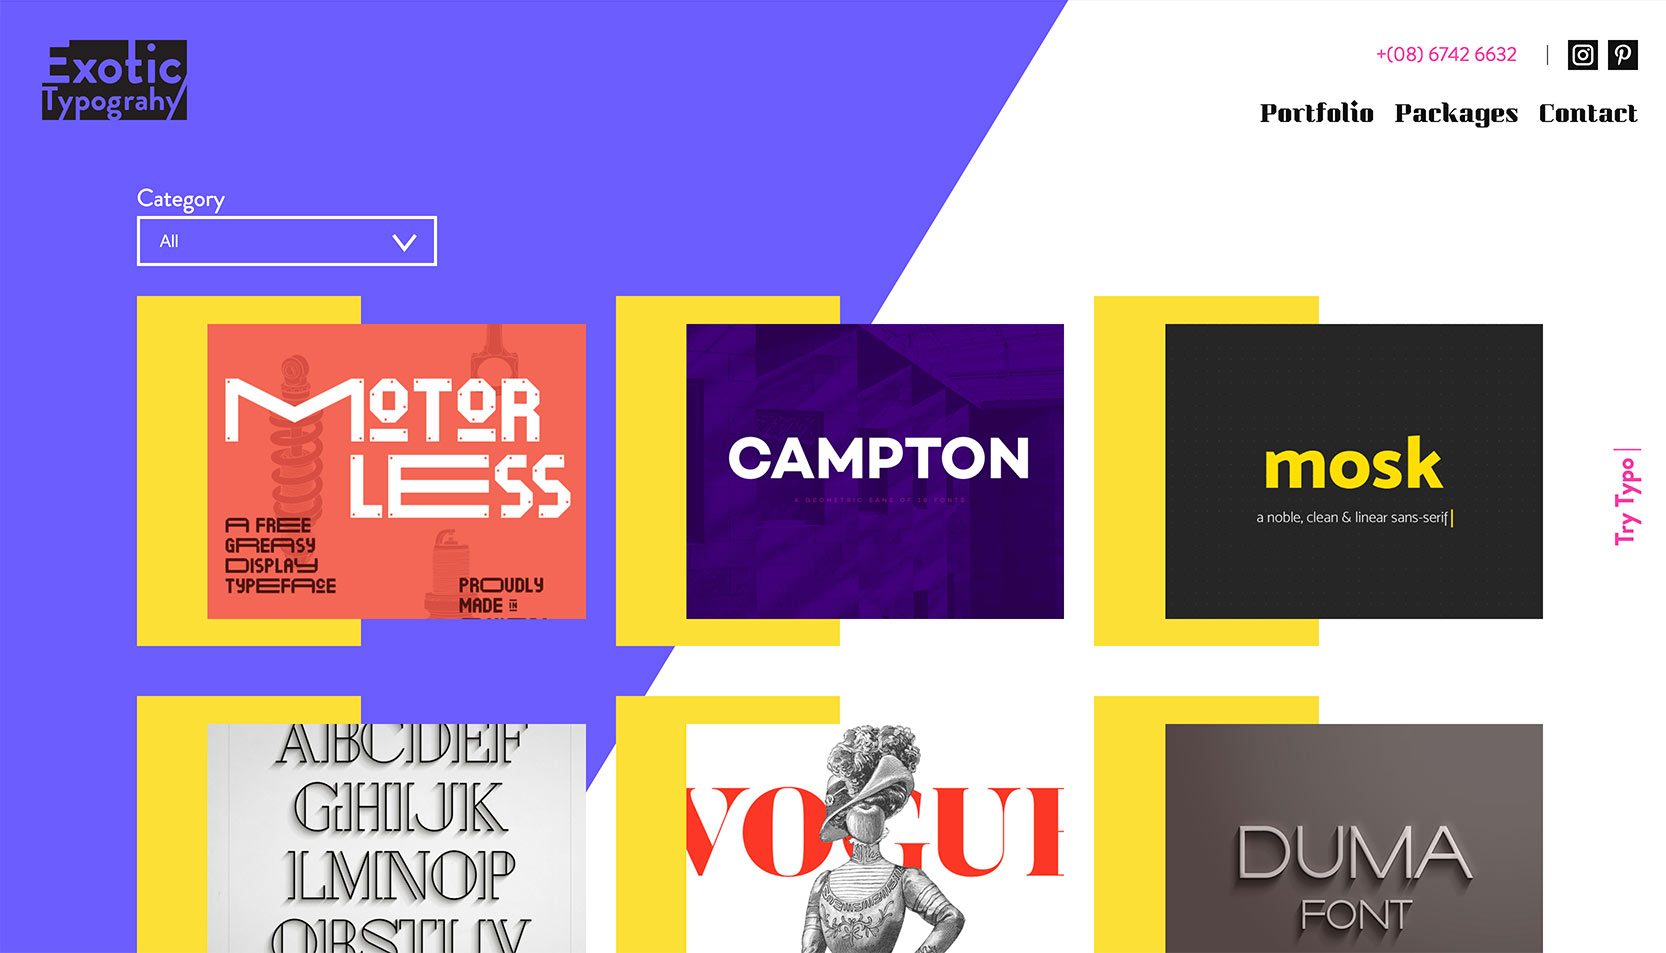 Exotic
Typograhy
+(08) 6742 6632 |
Portfolio Packages Contact
Category
All
MOTOR
LESS
A FREE
GREASY
DISPLAY
TYPEFACE
PROUDLY
MADE IN
CAMPTON
A GEOMETRIC SANS OF 16 FONTS
mosk
a noble, clean & linear sans-serif|
Try Typo |
ABCDEF
GHIJK
LMNOP
QRSTUV
VOGUE
DUMA
FONT